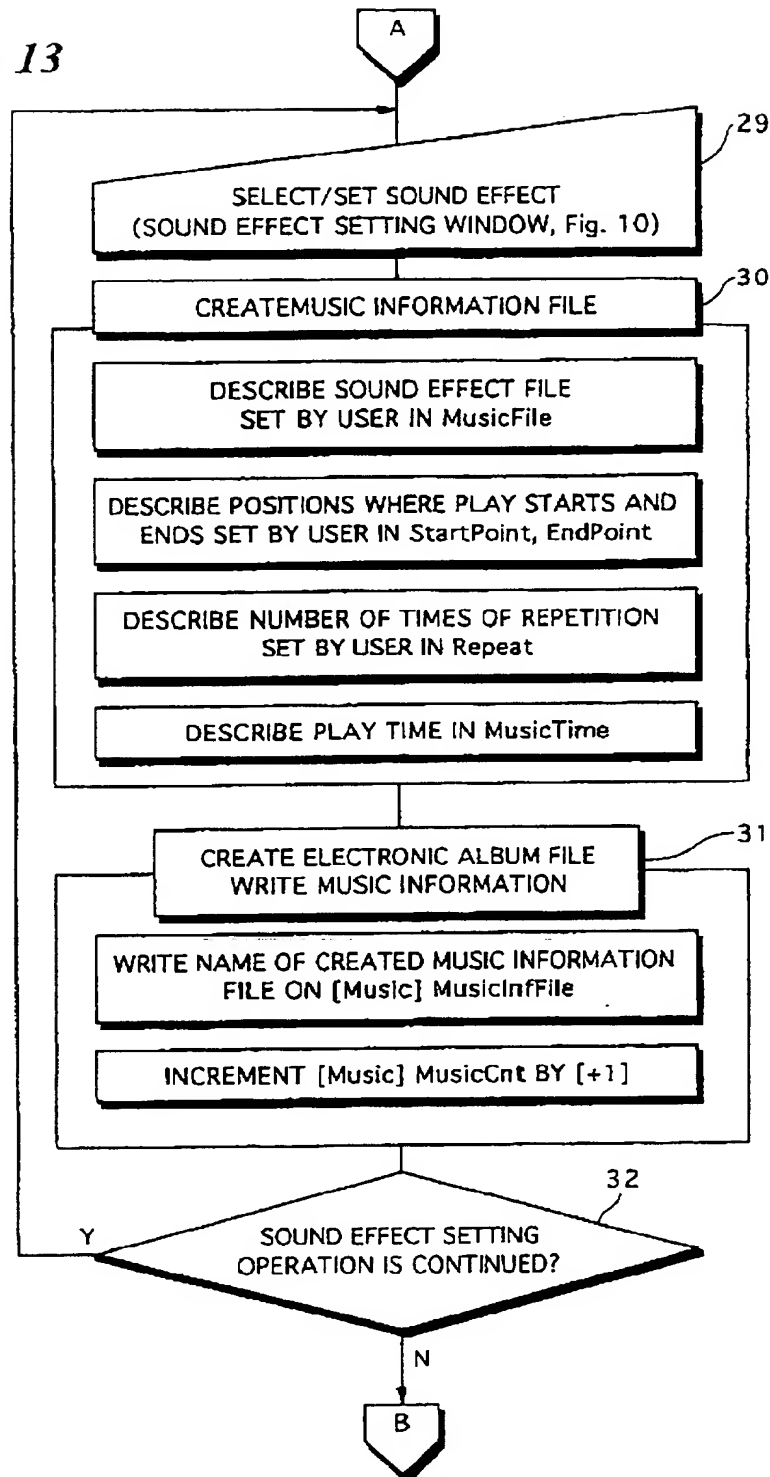 13
A
29
SELECT/SET SOUND EFFECT
(SOUND EFFECT SETTING WINDOW, Fig. 10)
30
CREATEMUSIC INFORMATION FILE
DESCRIBE SOUND EFFECT FILE
SET BY USER IN MusicFile
DESCRIBE POSITIONS WHERE PLAY STARTS AND
ENDS SET BY USER IN StartPoint, EndPoint
DESCRIBE NUMBER OF TIMES OF REPETITION
SET BY USER IN Repeat
DESCRIBE PLAY TIME IN MusicTime
31
CREATE ELECTRONIC ALBUM FILE
WRITE MUSIC INFORMATION
WRITE NAME OF CREATED MUSIC INFORMATION
FILE ON [Music] MusicInfFile
INCREMENT [Music] MusicCnt BY [+1]
32
Y
SOUND EFFECT SETTING
OPERATION IS CONTINUED?
N
B